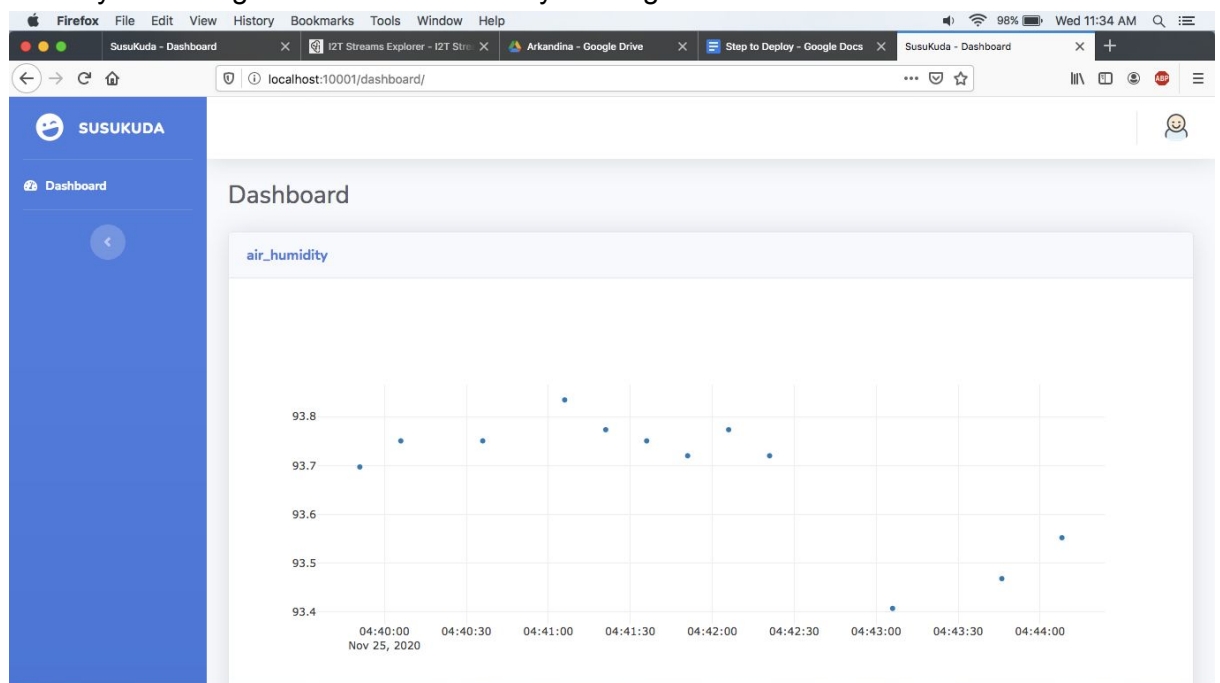 Firefox File Edit View History Bookmarks Tools Window Help 98% Wed 11:34 AM
SusuKuda - Dashboard I2T Streams Explorer - I2T Stre Arkandina - Google Drive Step to Deploy - Google Docs SusuKuda - Dashboard
localhost:10001/dashboard/
ABP
SUSUKUDA
Dashboard
Dashboard
air_humidity
93.8
93.7
93.6
93.5
93.4
04:40:00 04:40:30 04:41:00 04:41:30 04:42:00 04:42:30 04:43:00 04:43:30 04:44:00
Nov 25, 2020